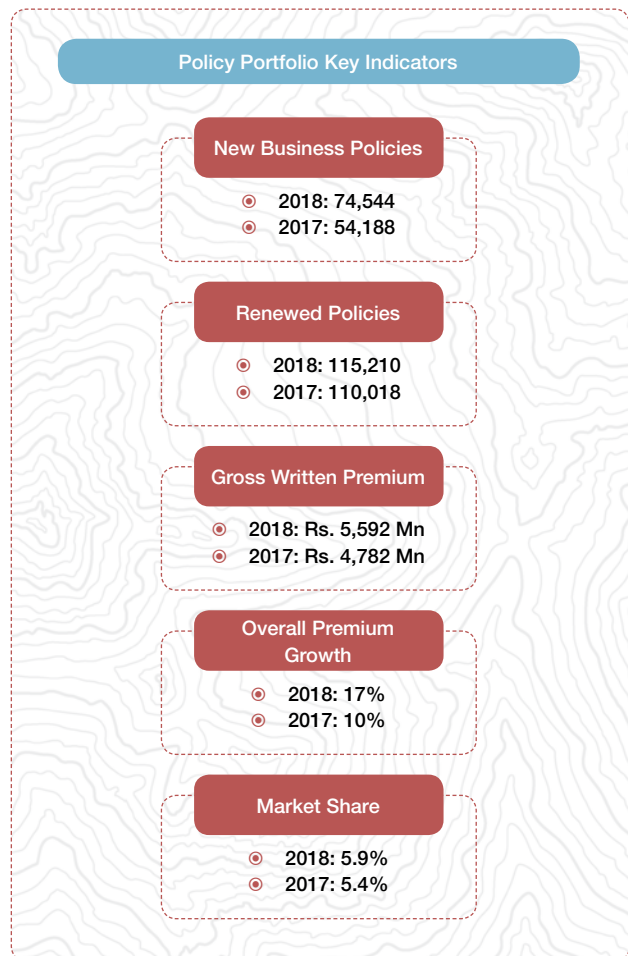 Policy Portfolio Key Indicators
New Business Policies
2018: 74,544
2017: 54,188
Renewed Policies
2018: 115,210
2017: 110,018
Gross Written Premium
2018: Rs. 5,592 Mn
2017: Rs. 4,782 Mn
Overall Premium
Growth
2018: 17%
2017: 10%
Market Share
2018: 5.9%
2017: 5.4%